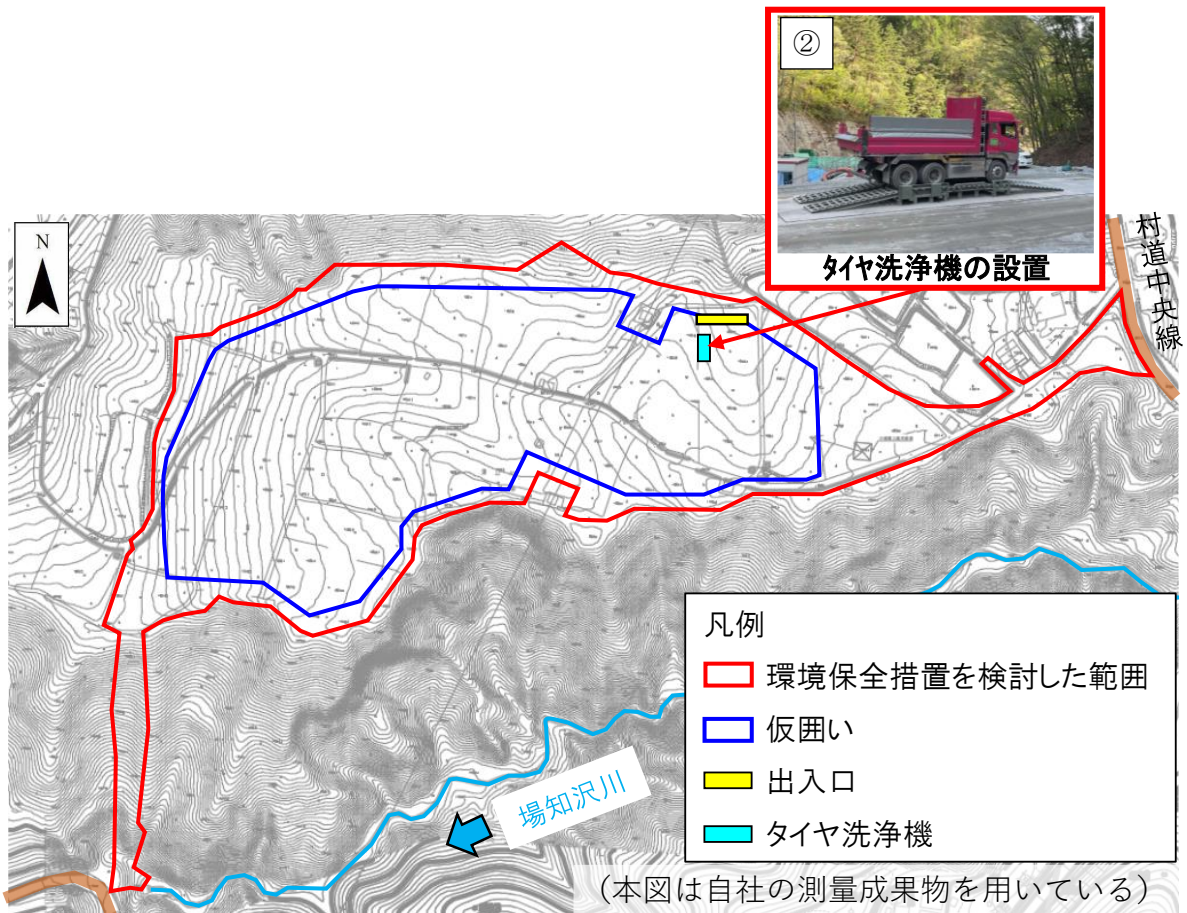 ②
タイヤ洗浄機の設置
N
村道中央線
場知沢川
凡例
環境保全措置を検討した範囲
仮囲い
出入口
タイヤ洗浄機
（本図は自社の測量成果物を用いている）